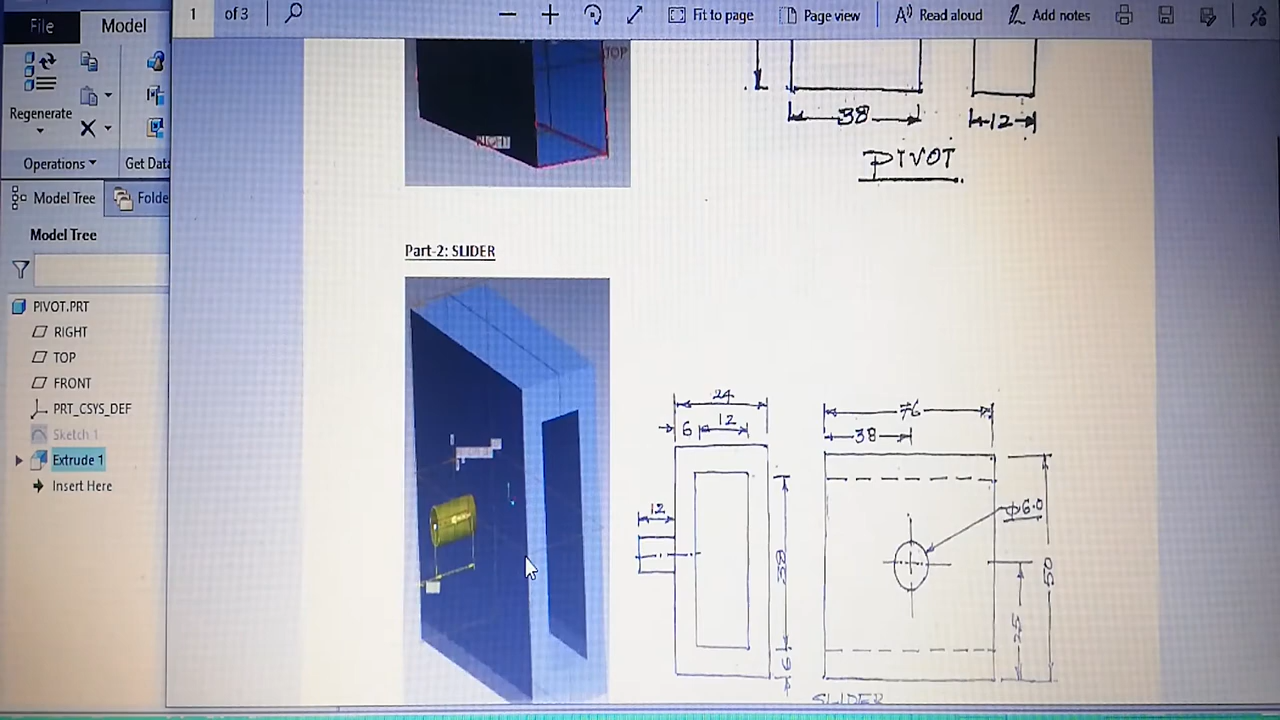 1 of 3 Fit to page Page view Read aloud Add notes
File Model
Regenerate
Operations Get Data
Model Tree Folde
Model Tree
PIVOT.PRT
RIGHT
TOP
FRONT
PRT_CSYS_DEF
Sketch 1
Extrude 1
Insert Here
TOP
RIGHT
38
12
PIVOT
Part-2: SLIDER
24
6 12
12
38
6
76
38
ϕ6.0
50
25
SLIDER